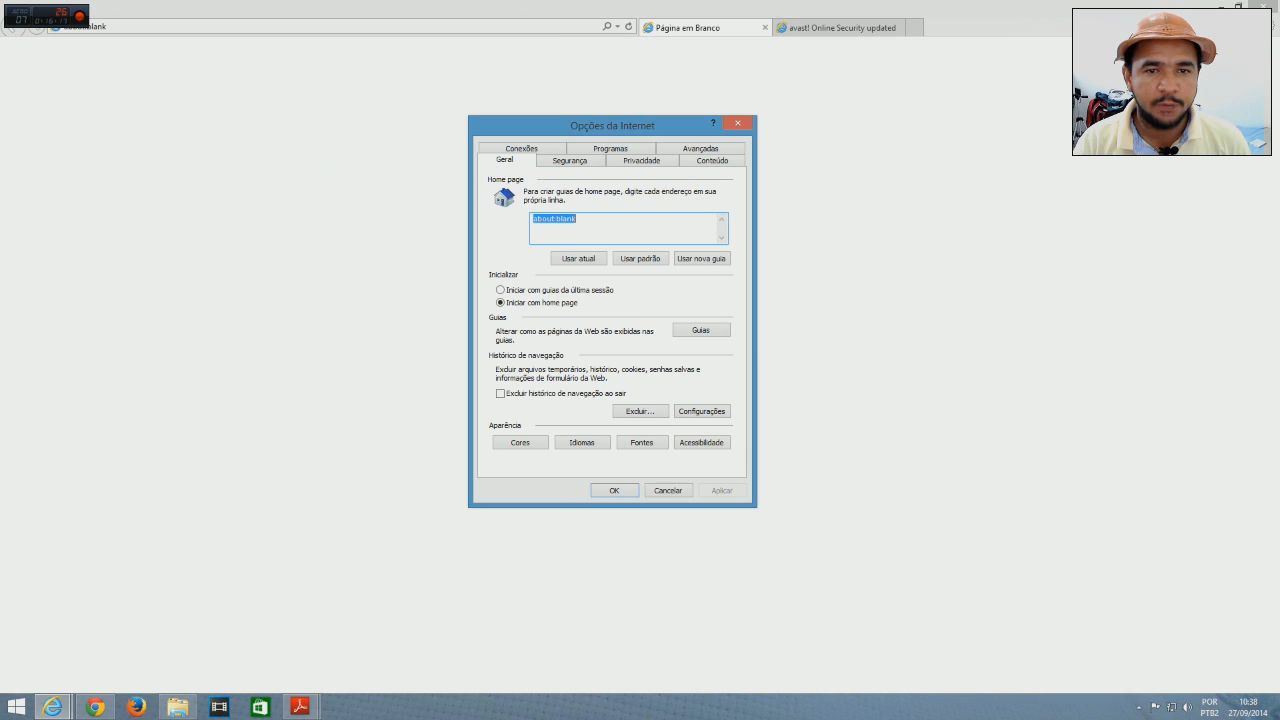 26
07 0:16:17
about:blank
Página em Branco
avast! Online Security updated
Opções da Internet
?
Conexões
Programas
Avançadas
Geral
Segurança
Privacidade
Conteúdo
Home page
Para criar guias de home page, digite cada endereço em sua
própria linha.
about:blank
Usar atual
Usar padrão
Usar nova guia
Inicializar
Iniciar com guias da última sessão
Iniciar com home page
Guias
Alterar como as páginas da Web são exibidas nas
guias.
Guias
Histórico de navegação
Excluir arquivos temporários, histórico, cookies, senhas salvas e
informações de formulário da Web.
Excluir histórico de navegação ao sair
Excluir...
Configurações
Aparência
Cores
Idiomas
Fontes
Acessibilidade
OK
Cancelar
Aplicar
POR
PTB2
10:38
27/09/2014